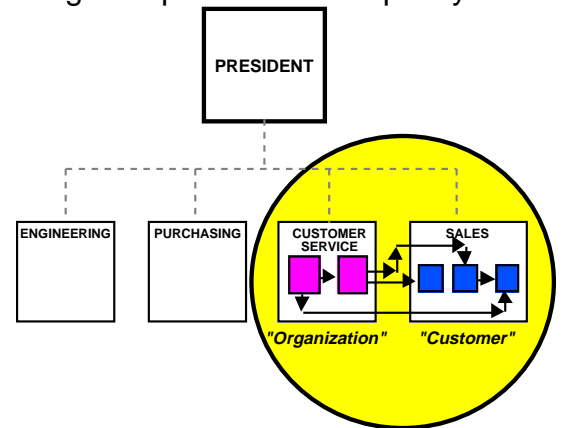 PRESIDENT
ENGINEERING
PURCHASING
CUSTOMER
SERVICE
SALES
"Organization"
"Customer"